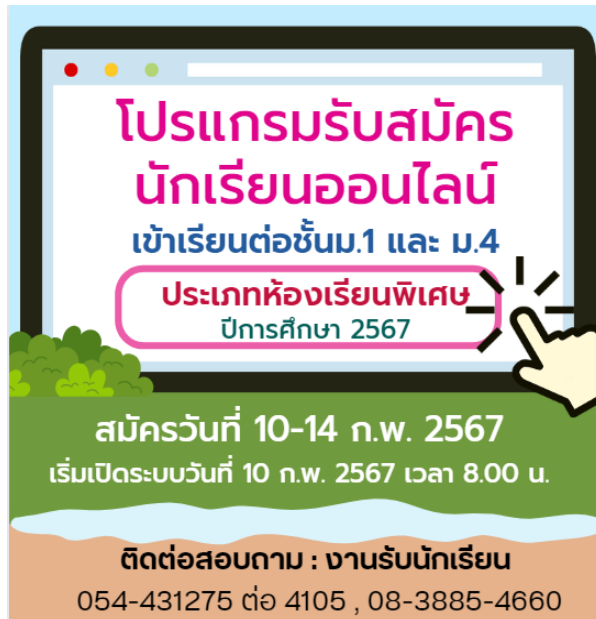 โปรแกรมรับสมัคร
นักเรียนออนไลน์
เข้าเรียนต่อชั้นม.1 และ ม.4
ประเภทห้องเรียนพิเศษ
ปีการศึกษา 2567
สมัครวันที่ 10-14 ก.พ. 2567
เริ่มเปิดระบบวันที่ 10 ก.พ. 2567 เวลา 8.00 น.
ติดต่อสอบถาม : งานรับนักเรียน
054-431275 ต่อ 4105 , 08-3885-4660